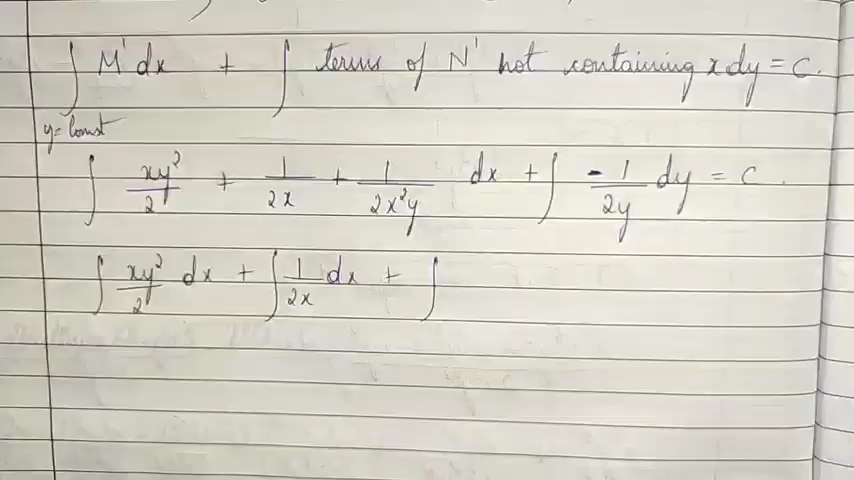 ∫ M' dx + ∫ terms of N' not containing x dy = C.
y = const
∫ xy²/2 + 1/2x + 1/2x²y dx + ∫ -1/2y dy = C.
∫ xy²/2 dx + ∫ 1/2x dx + ∫